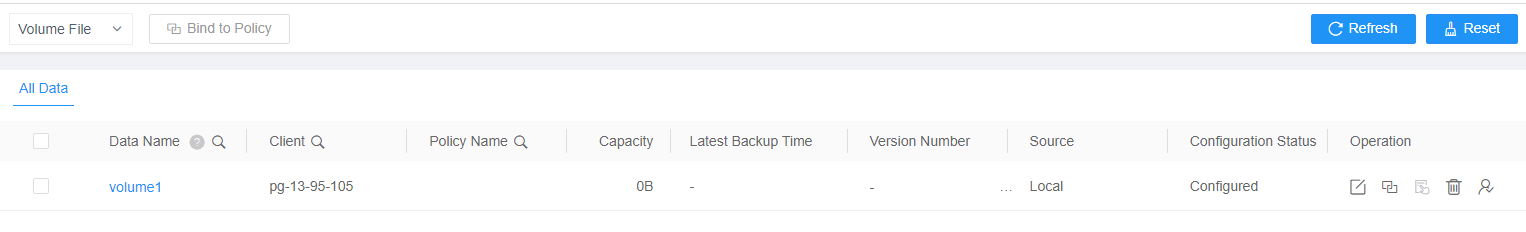 Volume File Bind to Policy Refresh Reset
All Data
Data Name ? Client Policy Name Capacity Latest Backup Time Version Number Source Configuration Status Operation
volume1 pg-13-95-105 0B - - ... Local Configured